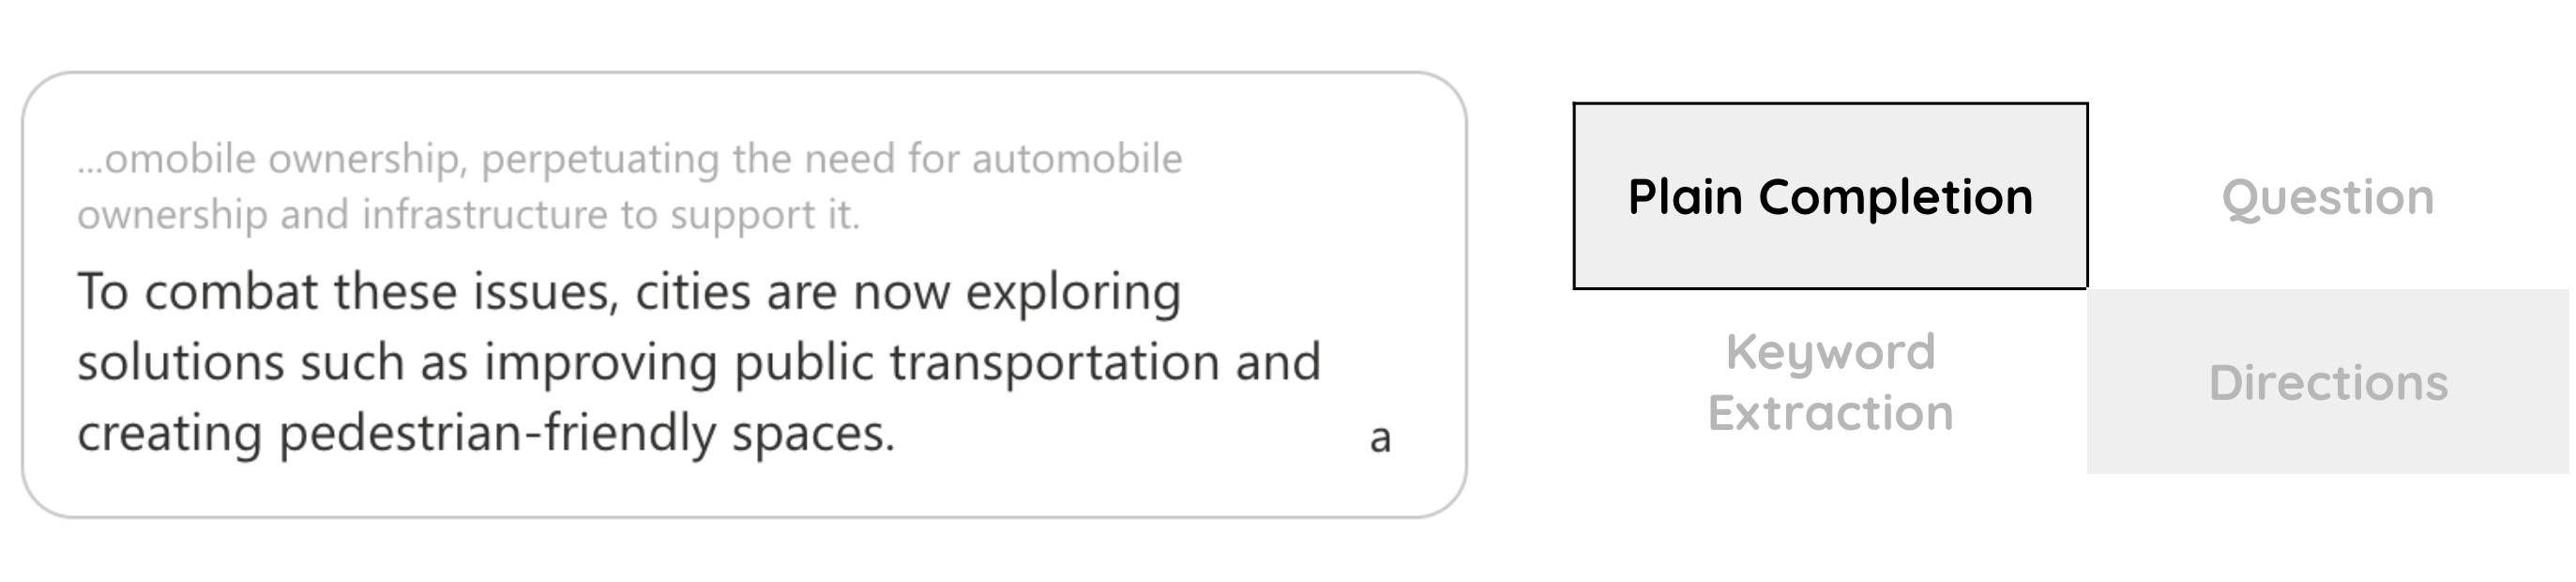 ...omobile ownership, perpetuating the need for automobile
ownership and infrastructure to support it.
To combat these issues, cities are now exploring
solutions such as improving public transportation and
creating pedestrian-friendly spaces.
a
Plain Completion
Question
Keyword
Extraction
Directions